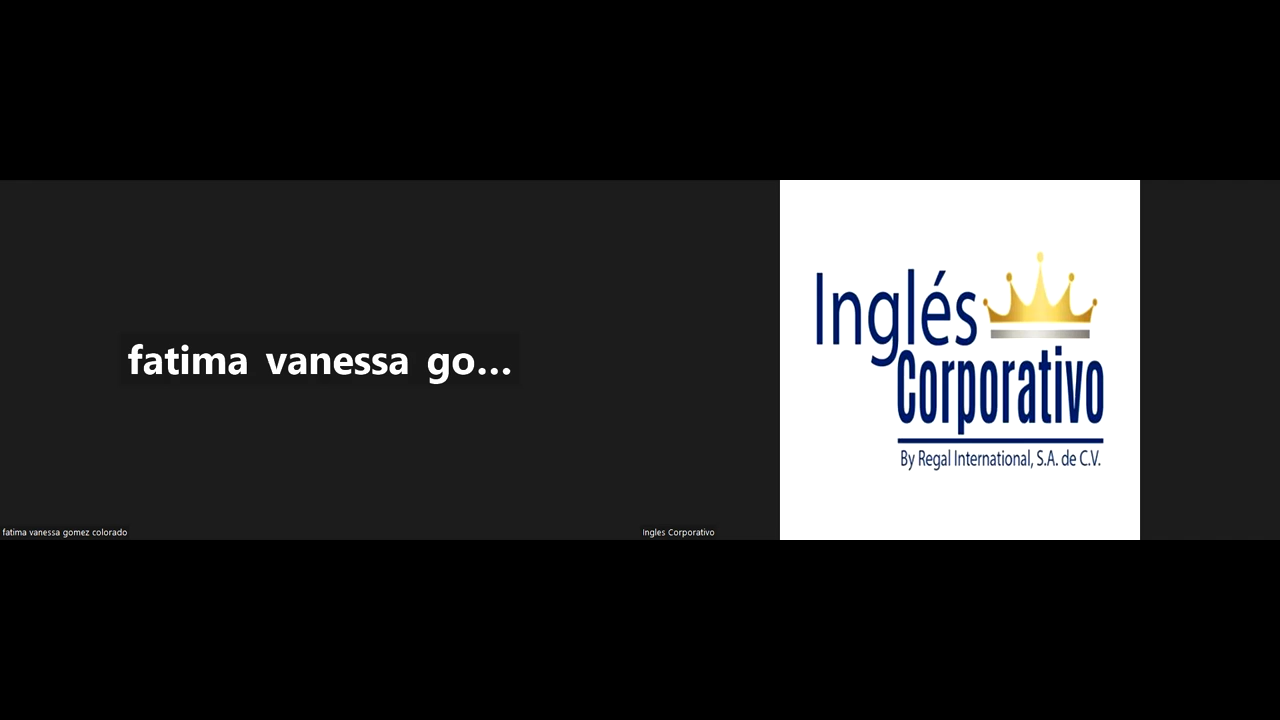 fatima vanessa go...
fatima vanessa gomez colorado
Inglés
Corporativo
By Regal International, S.A. de C.V.
Ingles Corporativo